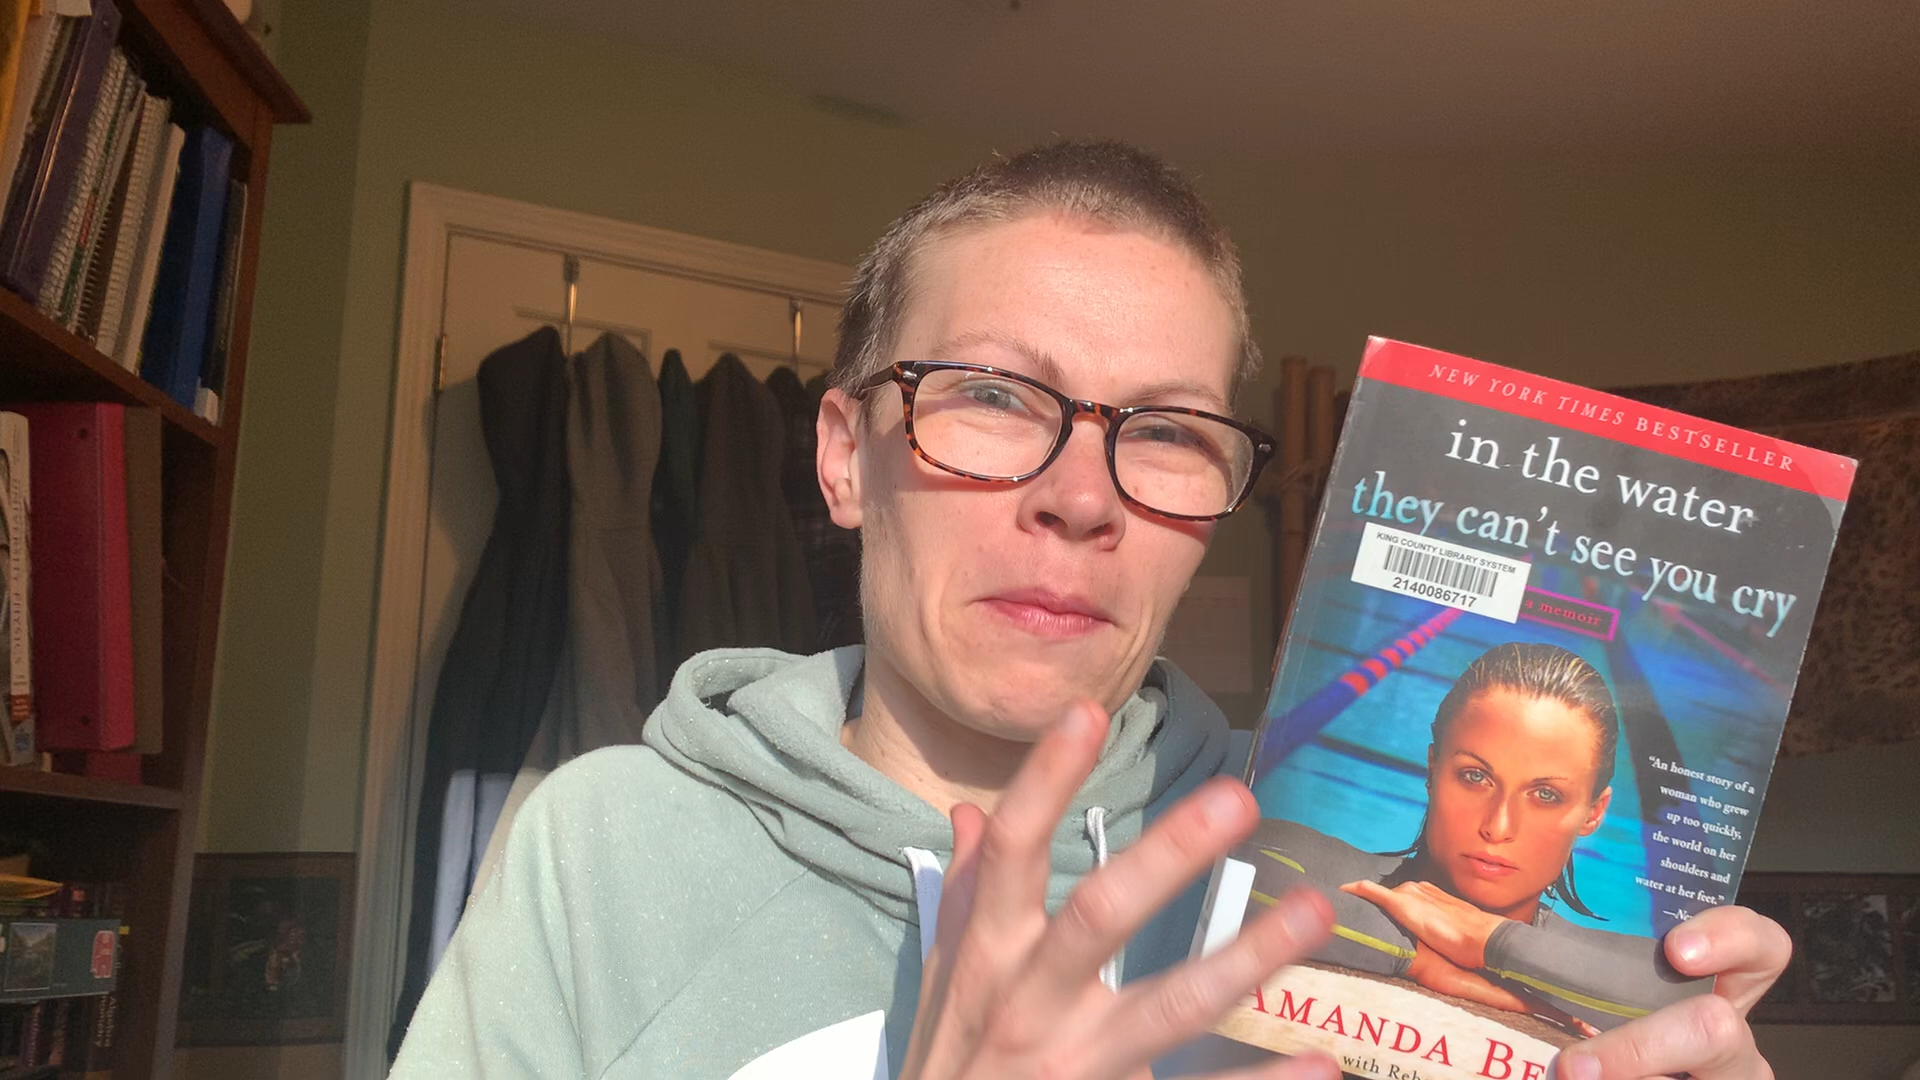 NEW YORK TIMES BESTSELLER
in the water
they can't see you cry
KING COUNTY LIBRARY SYSTEM
2140086717
a memoir
"An honest story of a
woman who grew
up too quickly,
the world on her
shoulders and
water at her feet."
AMANDA
with
UNIVERSITY PHYSICS